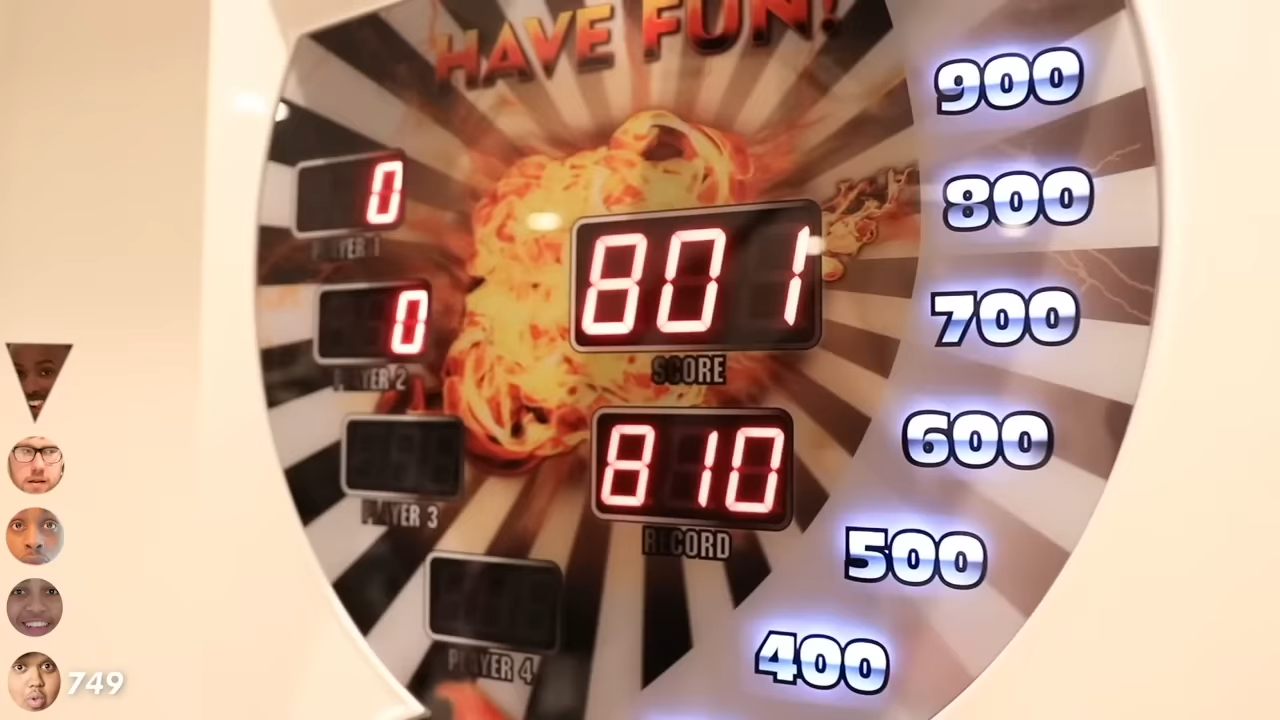 HAVE FUN!
900
0
800
PLAYER 1
801
0
700
SCORE
PLAYER 2
810
600
PLAYER 3
RECORD
500
PLAYER 4
400
749